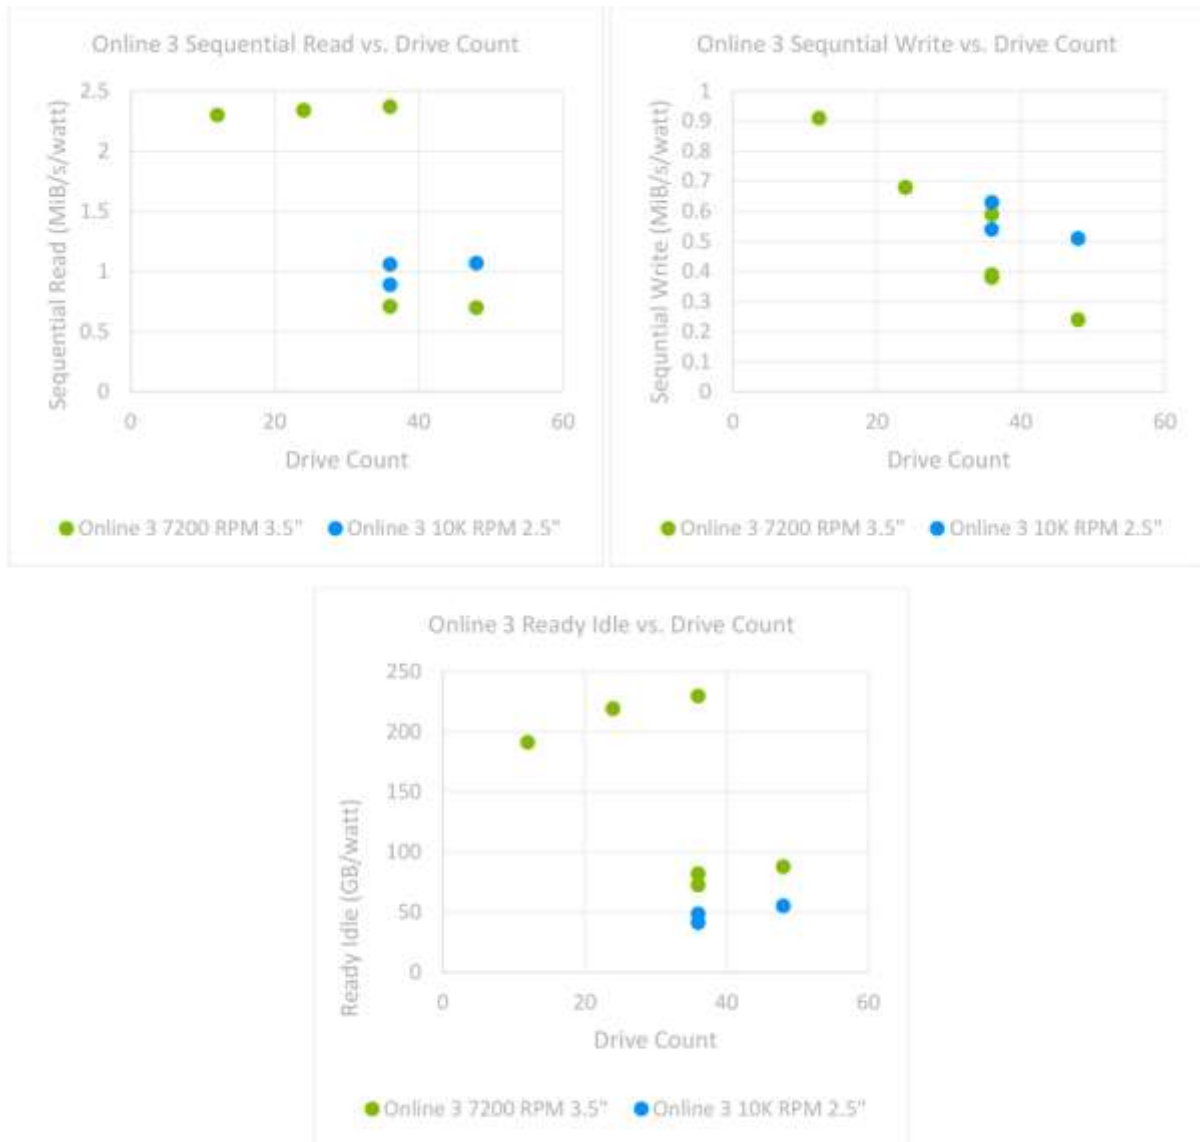 Online 3 Sequential Read vs. Drive Count
Sequential Read (MiB/s/watt)
2.5
2
1.5
1
0.5
0
0 20 40 60
Drive Count
Online 3 7200 RPM 3.5" Online 3 10K RPM 2.5"
Online 3 Sequntial Write vs. Drive Count
Sequntial Write (MiB/s/watt)
1
0.9
0.8
0.7
0.6
0.5
0.4
0.3
0.2
0.1
0
0 20 40 60
Drive Count
Online 3 7200 RPM 3.5" Online 3 10K RPM 2.5"
Online 3 Ready Idle vs. Drive Count
Ready Idle (GB/watt)
250
200
150
100
50
0
0 20 40 60
Drive Count
Online 3 7200 RPM 3.5" Online 3 10K RPM 2.5"